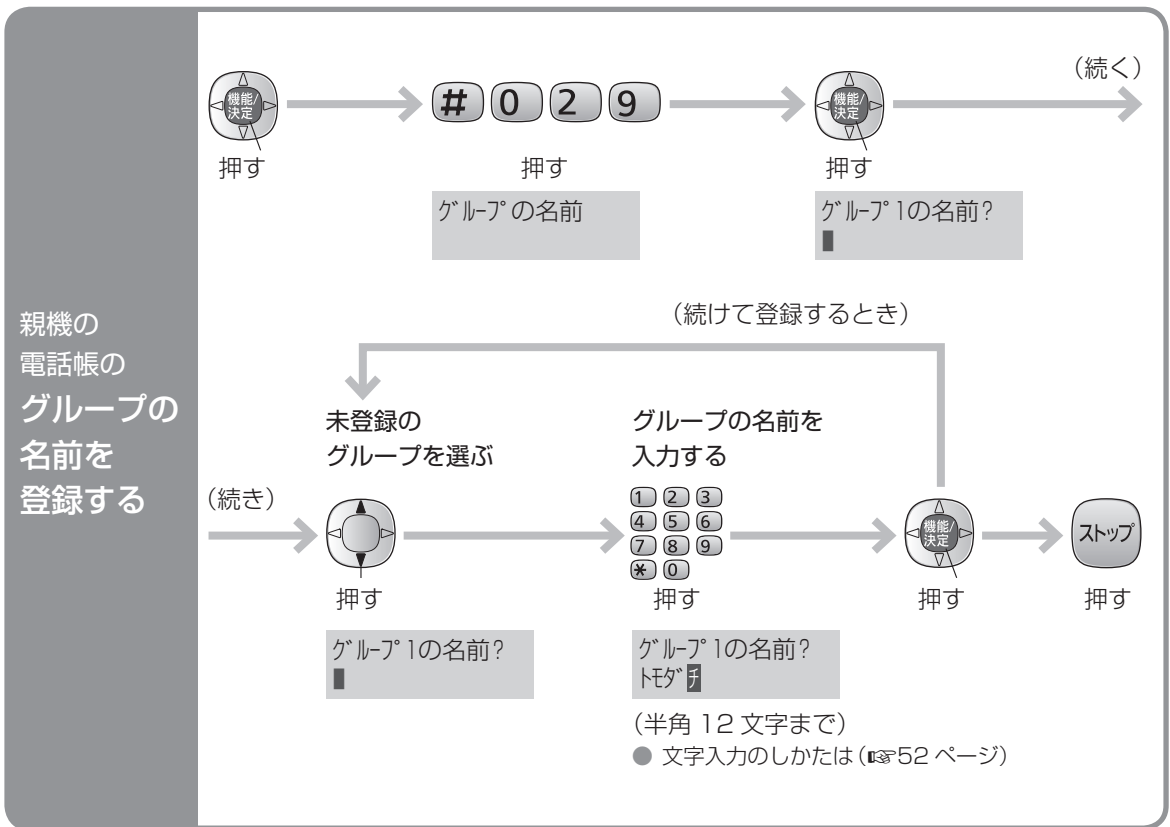 親機の
電話帳の
グループの
名前を
登録する
(続く)
機能/
決定
# 0 2 9
機能/
決定
押す
押す
押す
グループの名前
グループ1の名前?
(続けて登録するとき)
未登録の
グループを選ぶ
グループの名前を
入力する
(続き)
1 2 3
4 5 6
7 8 9
* 0
機能/
決定
ストップ
押す
押す
押す
押す
グループ1の名前?
グループ1の名前?
トモダチ
(半角 12 文字まで)
● 文字入力のしかたは(☞52 ページ)